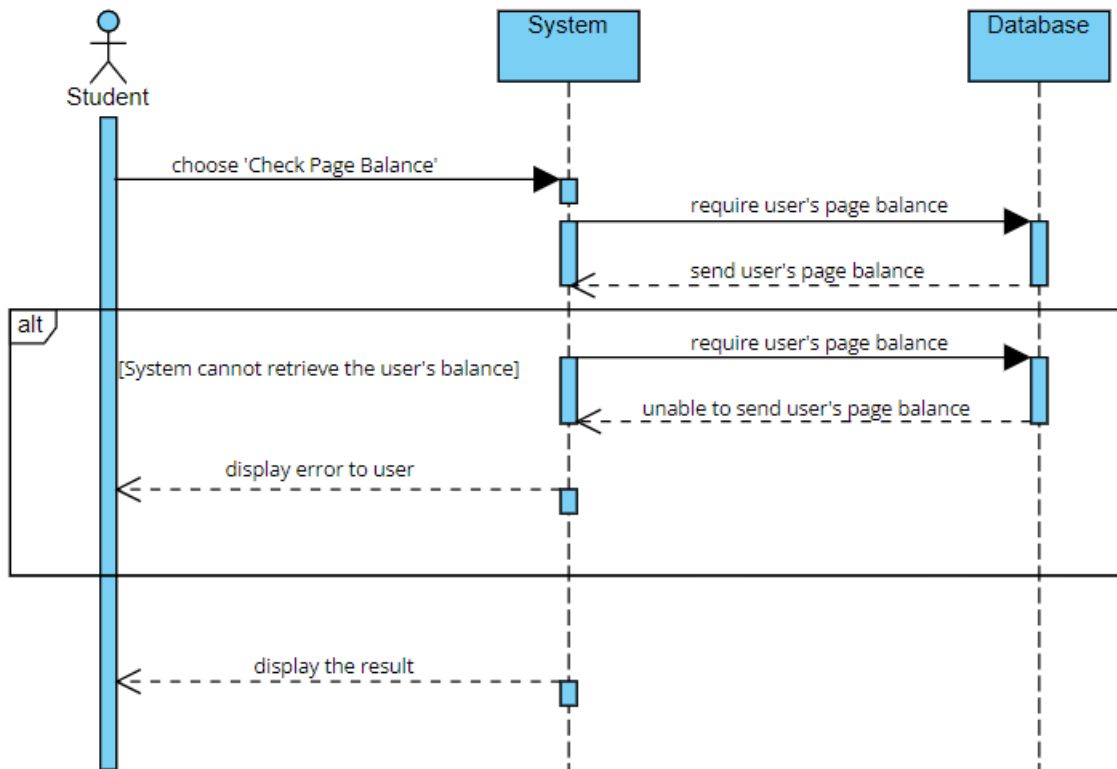 System
Database
Student
choose 'Check Page Balance'
require user's page balance
send user's page balance
alt
require user's page balance
[System cannot retrieve the user's balance]
unable to send user's page balance
display error to user
display the result